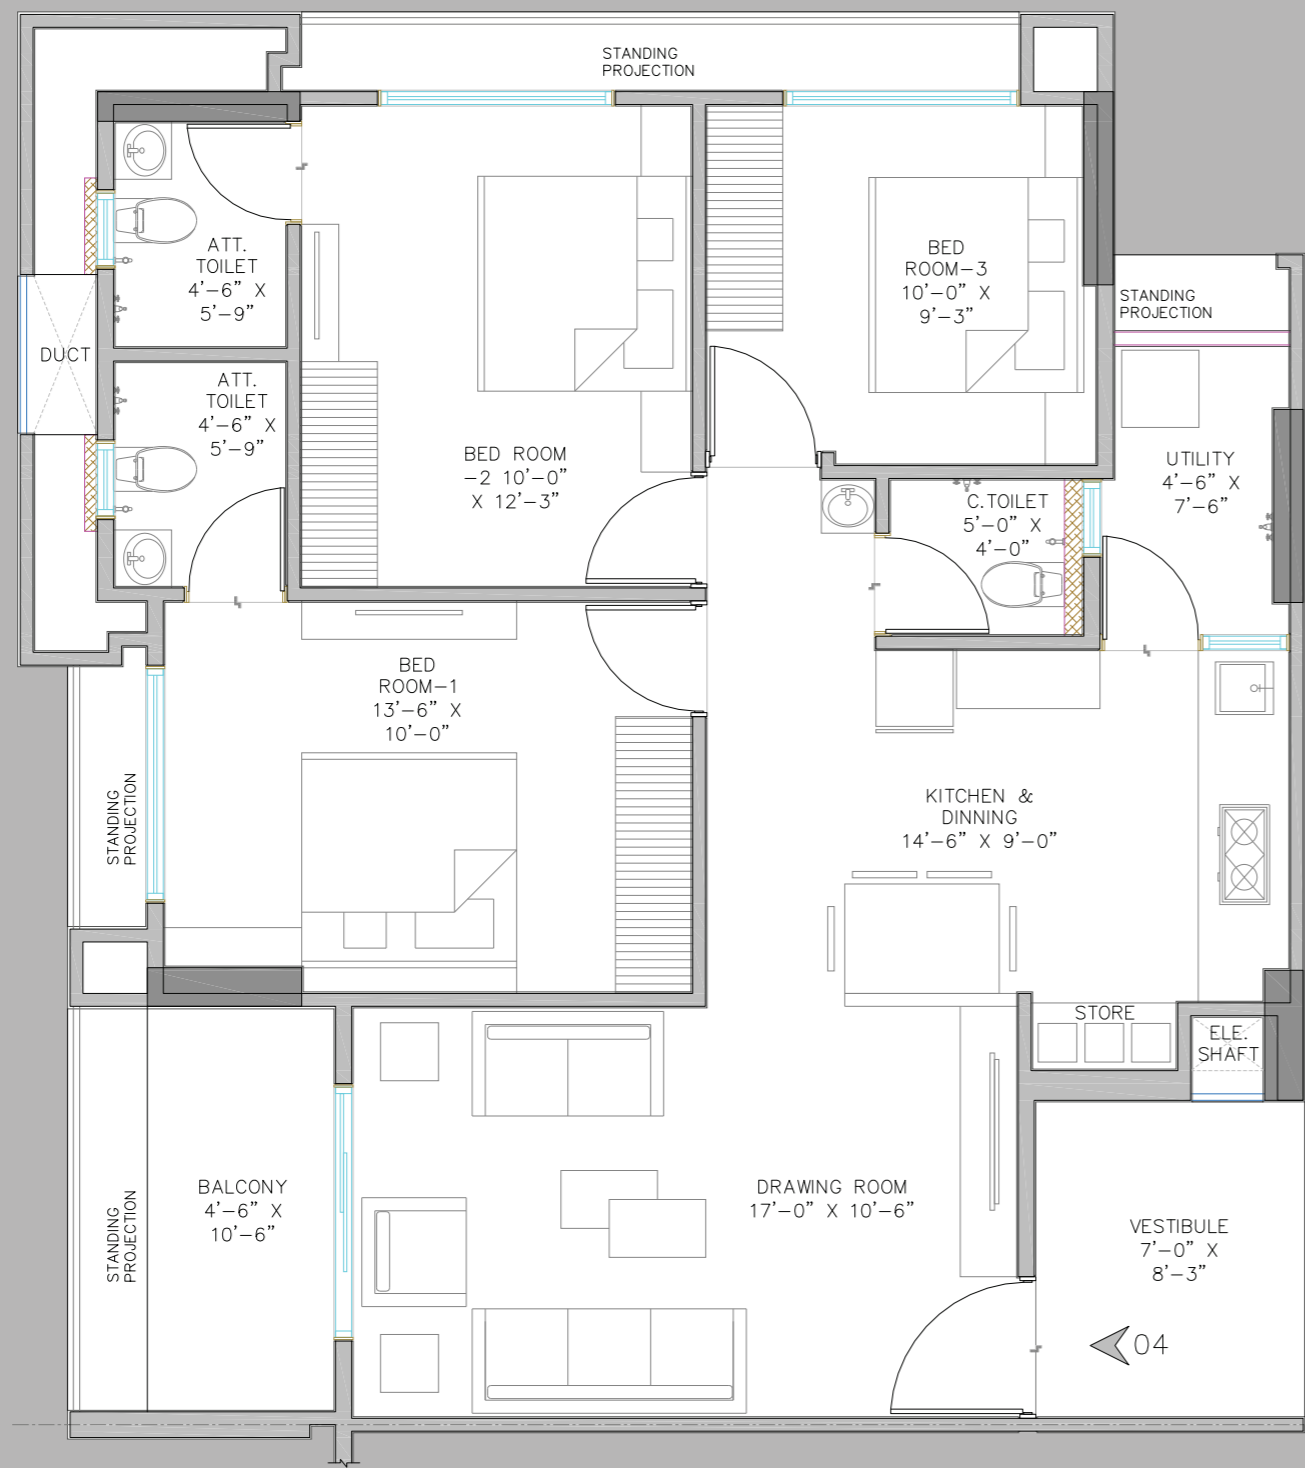 STANDING
PROJECTION
ATT.
TOILET
4'-6" X
5'-9"
BED
ROOM-3
10'-0" X
9'-3"
STANDING
PROJECTION
DUCT
ATT.
TOILET
4'-6" X
5'-9"
BED ROOM
-2 10'-0"
X 12'-3"
UTILITY
4'-6" X
7'-6"
C.TOILET
5'-0" X
4'-0"
BED
ROOM-1
13'-6" X
10'-0"
STANDING
PROJECTION
KITCHEN &
DINNING
14'-6" X 9'-0"
STORE
ELE.
SHAFT
BALCONY
4'-6" X
10'-6"
STANDING
PROJECTION
DRAWING ROOM
17'-0" X 10'-6"
VESTIBULE
7'-0" X
8'-3"
04